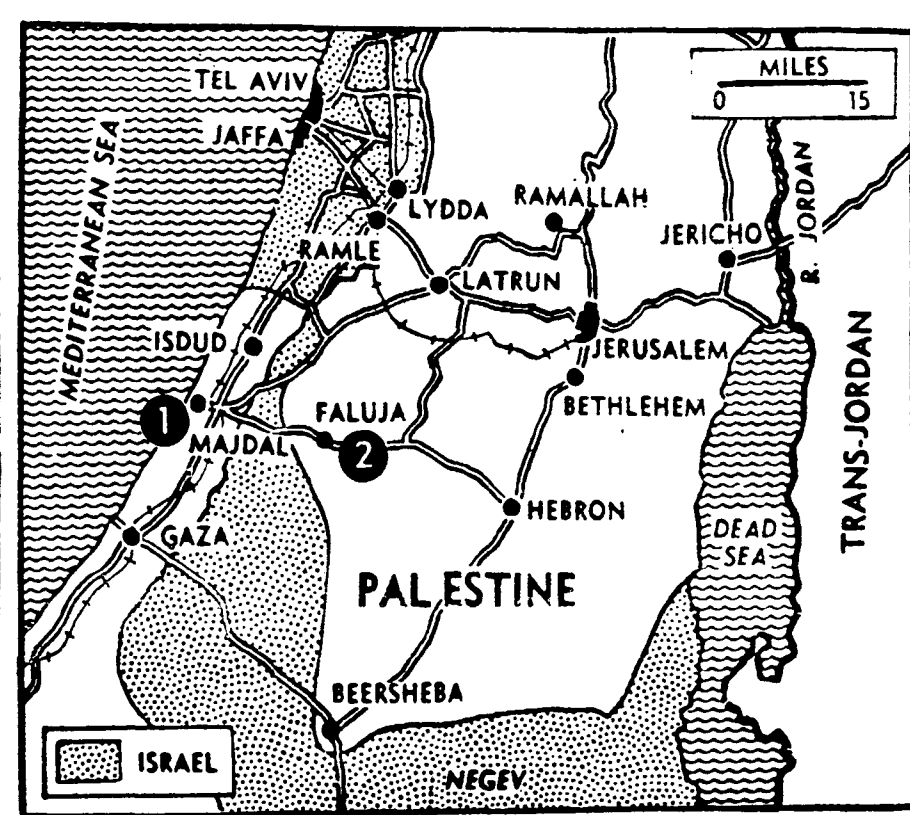 MILES
0 15
TEL AVIV
JAFFA
MEDITERRANEAN SEA
LYDDA
RAMALLAH
RAMLE
JERICHO
R. JORDAN
LATRUN
ISDUD
JERUSALEM
1
MAJDAL
FALUJA
2
BETHLEHEM
TRANS-JORDAN
HEBRON
GAZA
DEAD
SEA
PALESTINE
BEERSHEBA
ISRAEL
NEGEV